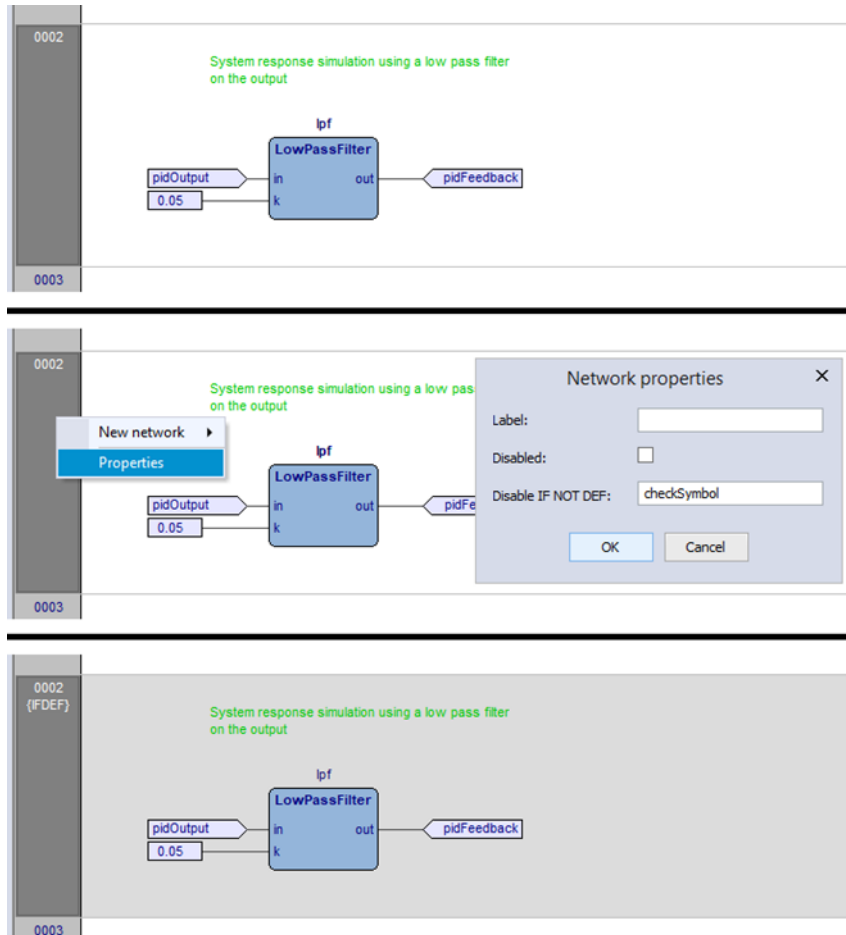 0002
System response simulation using a low pass filter
on the output
lpf
LowPassFilter
pidOutput in out pidFeedback
0.05 k
0003
0002
System response simulation using a low pas
on the output
New network
Properties
lpf
LowPassFilter
pidOutput in out pidFe
0.05 k
Network properties X
Label:
Disabled:
Disable IF NOT DEF: checkSymbol
OK Cancel
0003
0002
{IFDEF}
System response simulation using a low pass filter
on the output
lpf
LowPassFilter
pidOutput in out pidFeedback
0.05 k
0003